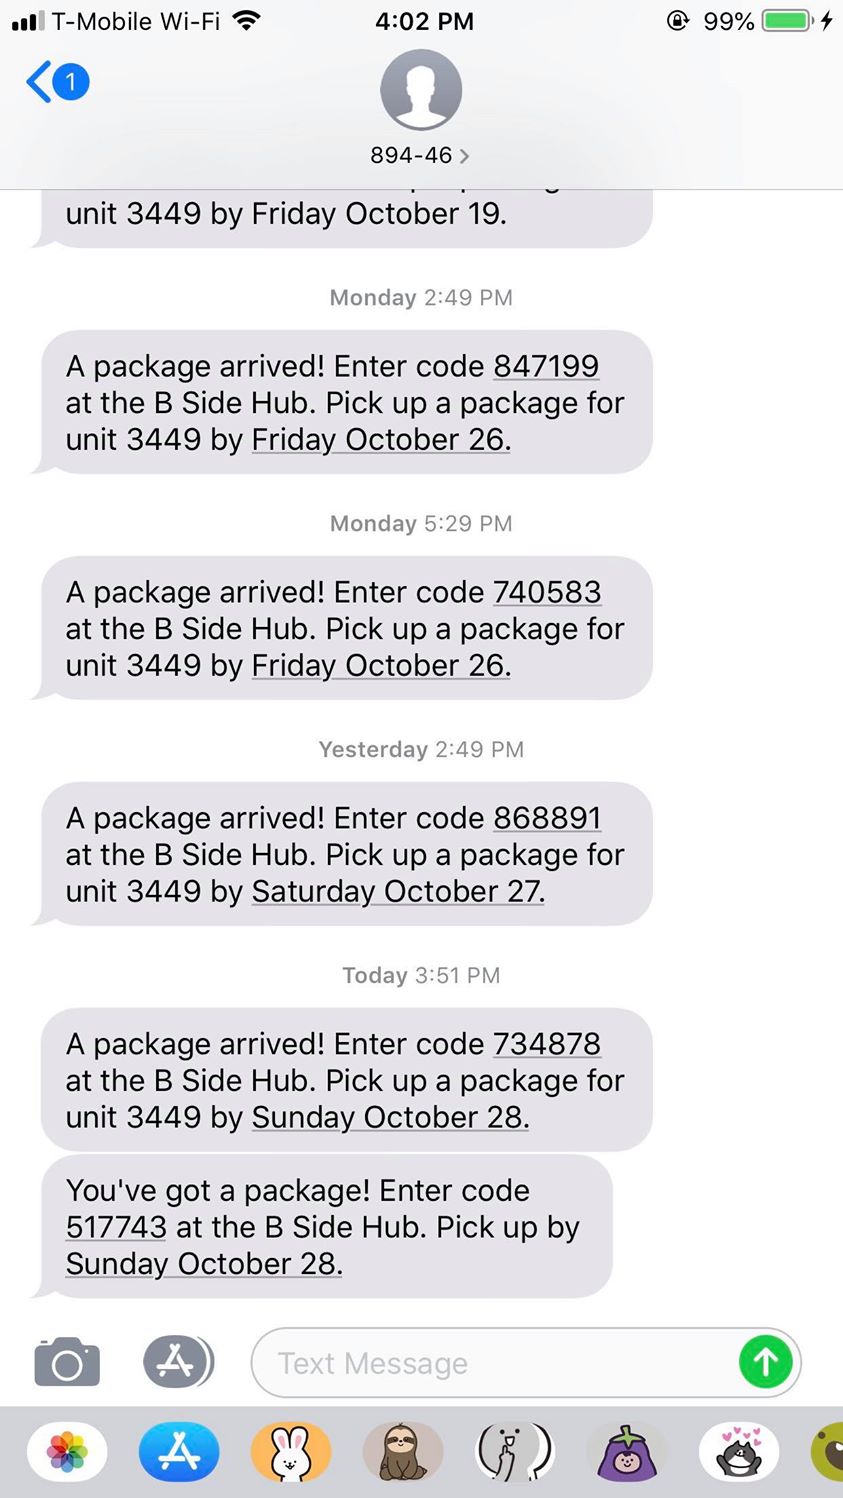 T-Mobile Wi-Fi 4:02 PM 99%
1
894-46
unit 3449 by Friday October 19.
Monday 2:49 PM
A package arrived! Enter code 847199
at the B Side Hub. Pick up a package for
unit 3449 by Friday October 26.
Monday 5:29 PM
A package arrived! Enter code 740583
at the B Side Hub. Pick up a package for
unit 3449 by Friday October 26.
Yesterday 2:49 PM
A package arrived! Enter code 868891
at the B Side Hub. Pick up a package for
unit 3449 by Saturday October 27.
Today 3:51 PM
A package arrived! Enter code 734878
at the B Side Hub. Pick up a package for
unit 3449 by Sunday October 28.
You've got a package! Enter code
517743 at the B Side Hub. Pick up by
Sunday October 28.
Text Message